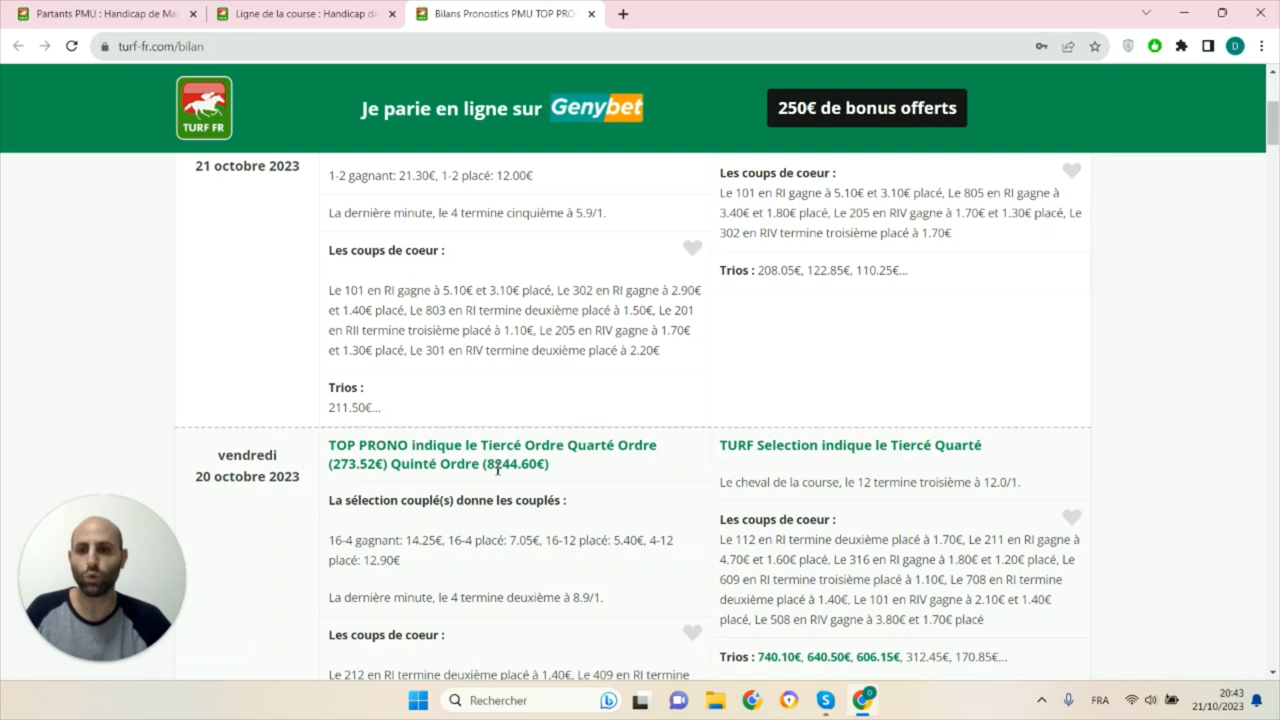 Partants PMU : Handicap de Ma
Ligne de la course : Handicap de
Bilans Pronostics PMU TOP PRO
turf-fr.com/bilan
D
TURF FR
Je parie en ligne sur Genybet
250€ de bonus offerts
21 octobre 2023
1-2 gagnant: 21.30€, 1-2 placé: 12.00€
La dernière minute, le 4 termine cinquième à 5.9/1.
Les coups de coeur :
Le 101 en RI gagne à 5.10€ et 3.10€ placé, Le 302 en RI gagne à 2.90€
et 1.40€ placé, Le 803 en RI termine deuxième placé à 1.50€, Le 201
en RII termine troisième placé à 1.10€, Le 205 en RIV gagne à 1.70€
et 1.30€ placé, Le 301 en RIV termine deuxième placé à 2.20€
Trios :
211.50€...
Les coups de coeur :
Le 101 en RI gagne à 5.10€ et 3.10€ placé, Le 805 en RI gagne à
3.40€ et 1.80€ placé, Le 205 en RIV gagne à 1.70€ et 1.30€ placé, Le
302 en RIV termine troisième placé à 1.70€
Trios : 208.05€, 122.85€, 110.25€...
vendredi
20 octobre 2023
TOP PRONO indique le Tiercé Ordre Quarté Ordre
(273.52€) Quinté Ordre (8244.60€)
La sélection couplé(s) donne les couplés :
16-4 gagnant: 14.25€, 16-4 placé: 7.05€, 16-12 placé: 5.40€, 4-12
placé: 12.90€
La dernière minute, le 4 termine deuxième à 8.9/1.
Les coups de coeur :
Le 212 en RI termine deuxième placé à 1.40€, Le 409 en RI termine
TURF Selection indique le Tiercé Quarté
Le cheval de la course, le 12 termine troisième à 12.0/1.
Les coups de coeur :
Le 112 en RI termine deuxième placé à 1.70€, Le 211 en RI gagne à
4.70€ et 1.60€ placé, Le 316 en RI gagne à 1.80€ et 1.20€ placé, Le
609 en RI termine troisième placé à 1.10€, Le 708 en RI termine
deuxième placé à 1.40€, Le 101 en RIV gagne à 2.10€ et 1.40€
placé, Le 508 en RIV gagne à 3.80€ et 1.70€ placé
Trios : 740.10€, 640.50€, 606.15€, 312.45€, 170.85€...
Rechercher
FRA
20:43
21/10/2023